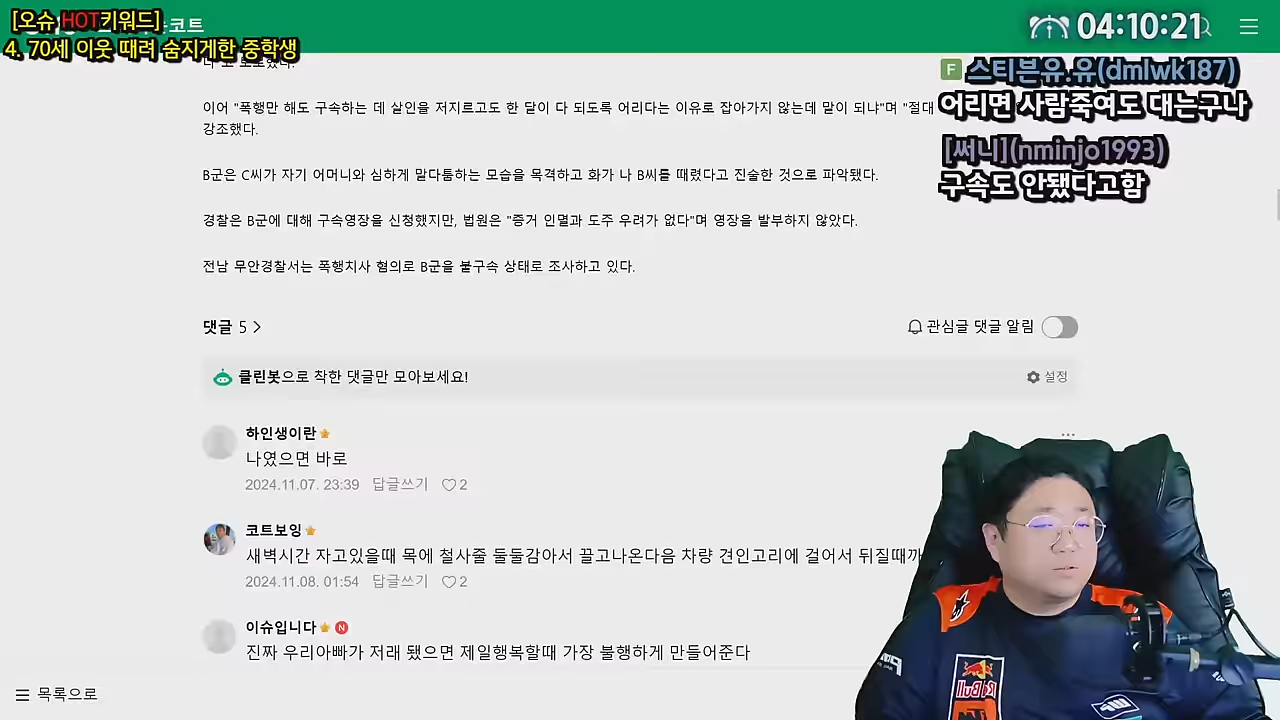 [오슈 HOT키워드]
코트
4. 70세 이웃 때려 숨지게한 중학생
04:10:21
F 스티븐유.유(dmlwk187)
어리면 사람죽여도 대는구나
[써니](nminjo1993)
구속도 안됐다고함
이어 "폭행만 해도 구속하는 데 살인을 저지르고도 한 달이 다 되도록 어리다는 이유로 잡아가지 않는데 말이 되냐"며 "절대
강조했다.
B군은 C씨가 자기 어머니와 심하게 말다툼하는 모습을 목격하고 화가 나 B씨를 때렸다고 진술한 것으로 파악됐다.
경찰은 B군에 대해 구속영장을 신청했지만, 법원은 "증거 인멸과 도주 우려가 없다"며 영장을 발부하지 않았다.
전남 무안경찰서는 폭행치사 혐의로 B군을 불구속 상태로 조사하고 있다.
댓글 5
관심글 댓글 알림
클린봇으로 착한 댓글만 모아보세요!
설정
하인생이란
나였으면 바로
2024.11.07. 23:39 답글쓰기 2
코트보잉
새벽시간 자고있을때 목에 철사줄 둘둘감아서 끌고나온다음 차량 견인고리에 걸어서 뒤질때까
2024.11.08. 01:54 답글쓰기 2
이슈입니다 N
진짜 우리아빠가 저래 됐으면 제일행복할때 가장 불행하게 만들어준다
목록으로
Red Bull